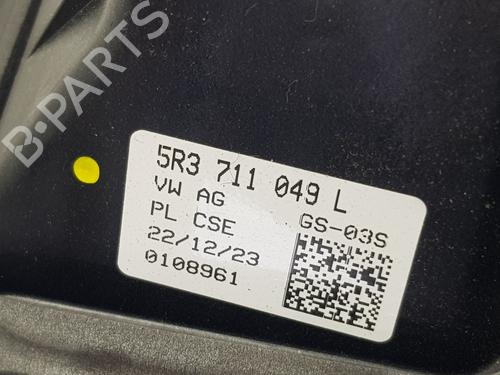 B-PARTS
5R3 711 049 L
VW AG GS-03S
PL CSE
22/12/23
0108961